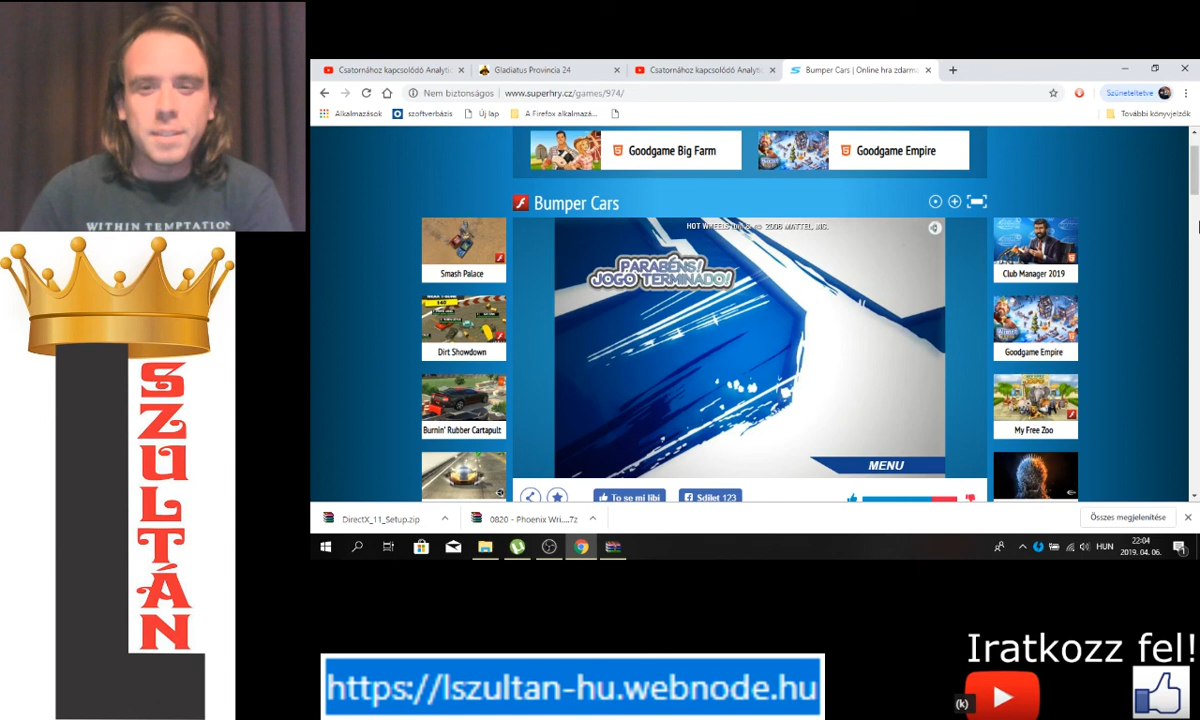 WITHIN TEMPTATION
L
SZULTÁN
Csatornához kapcsolódó Analytic
Gladiatus Provincia 24
Csatornához kapcsolódó Analytic
Bumper Cars | Online hra zdarma
Nem biztonságos
www.superhry.cz/games/974/
Szüneteltetve
Alkalmazások
szoftverbázis
Új lap
A Firefox alkalmazá...
További könyvjelzők
Goodgame Big Farm
Goodgame Empire
Bumper Cars
MATTEL, INC.
PARABÉNS!
JOGO TERMINADO!
MENU
Smash Palace
Dirt Showdown
Burnin' Rubber Cartapult
Club Manager 2019
Goodgame Empire
My Free Zoo
To se mi líbí
Sdílet 123
DirectX_11_Setup.zip
0820 - Phoenix Wri....7z
Összes megjelenítése
HUN
22:04
2019. 04. 06.
1
https://lszultan-hu.webnode.hu
Iratkozz fel!
(k)